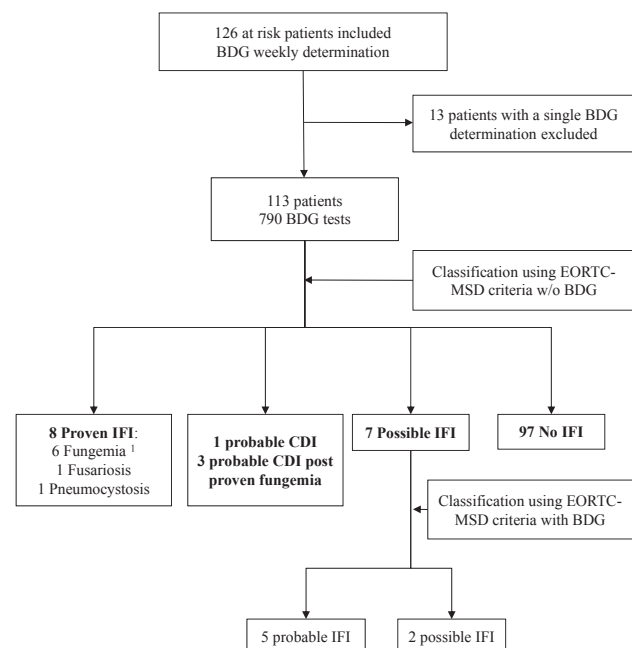 126 at risk patients included
BDG weekly determination
13 patients with a single BDG
determination excluded
113 patients
790 BDG tests
Classification using EORTC-
MSD criteria w/o BDG
8 Proven IFI:
6 Fungemia ¹
1 Fusariosis
1 Pneumocystosis
1 probable CDI
3 probable CDI post
proven fungemia
7 Possible IFI
97 No IFI
Classification using EORTC-
MSD criteria with BDG
5 probable IFI
2 possible IFI